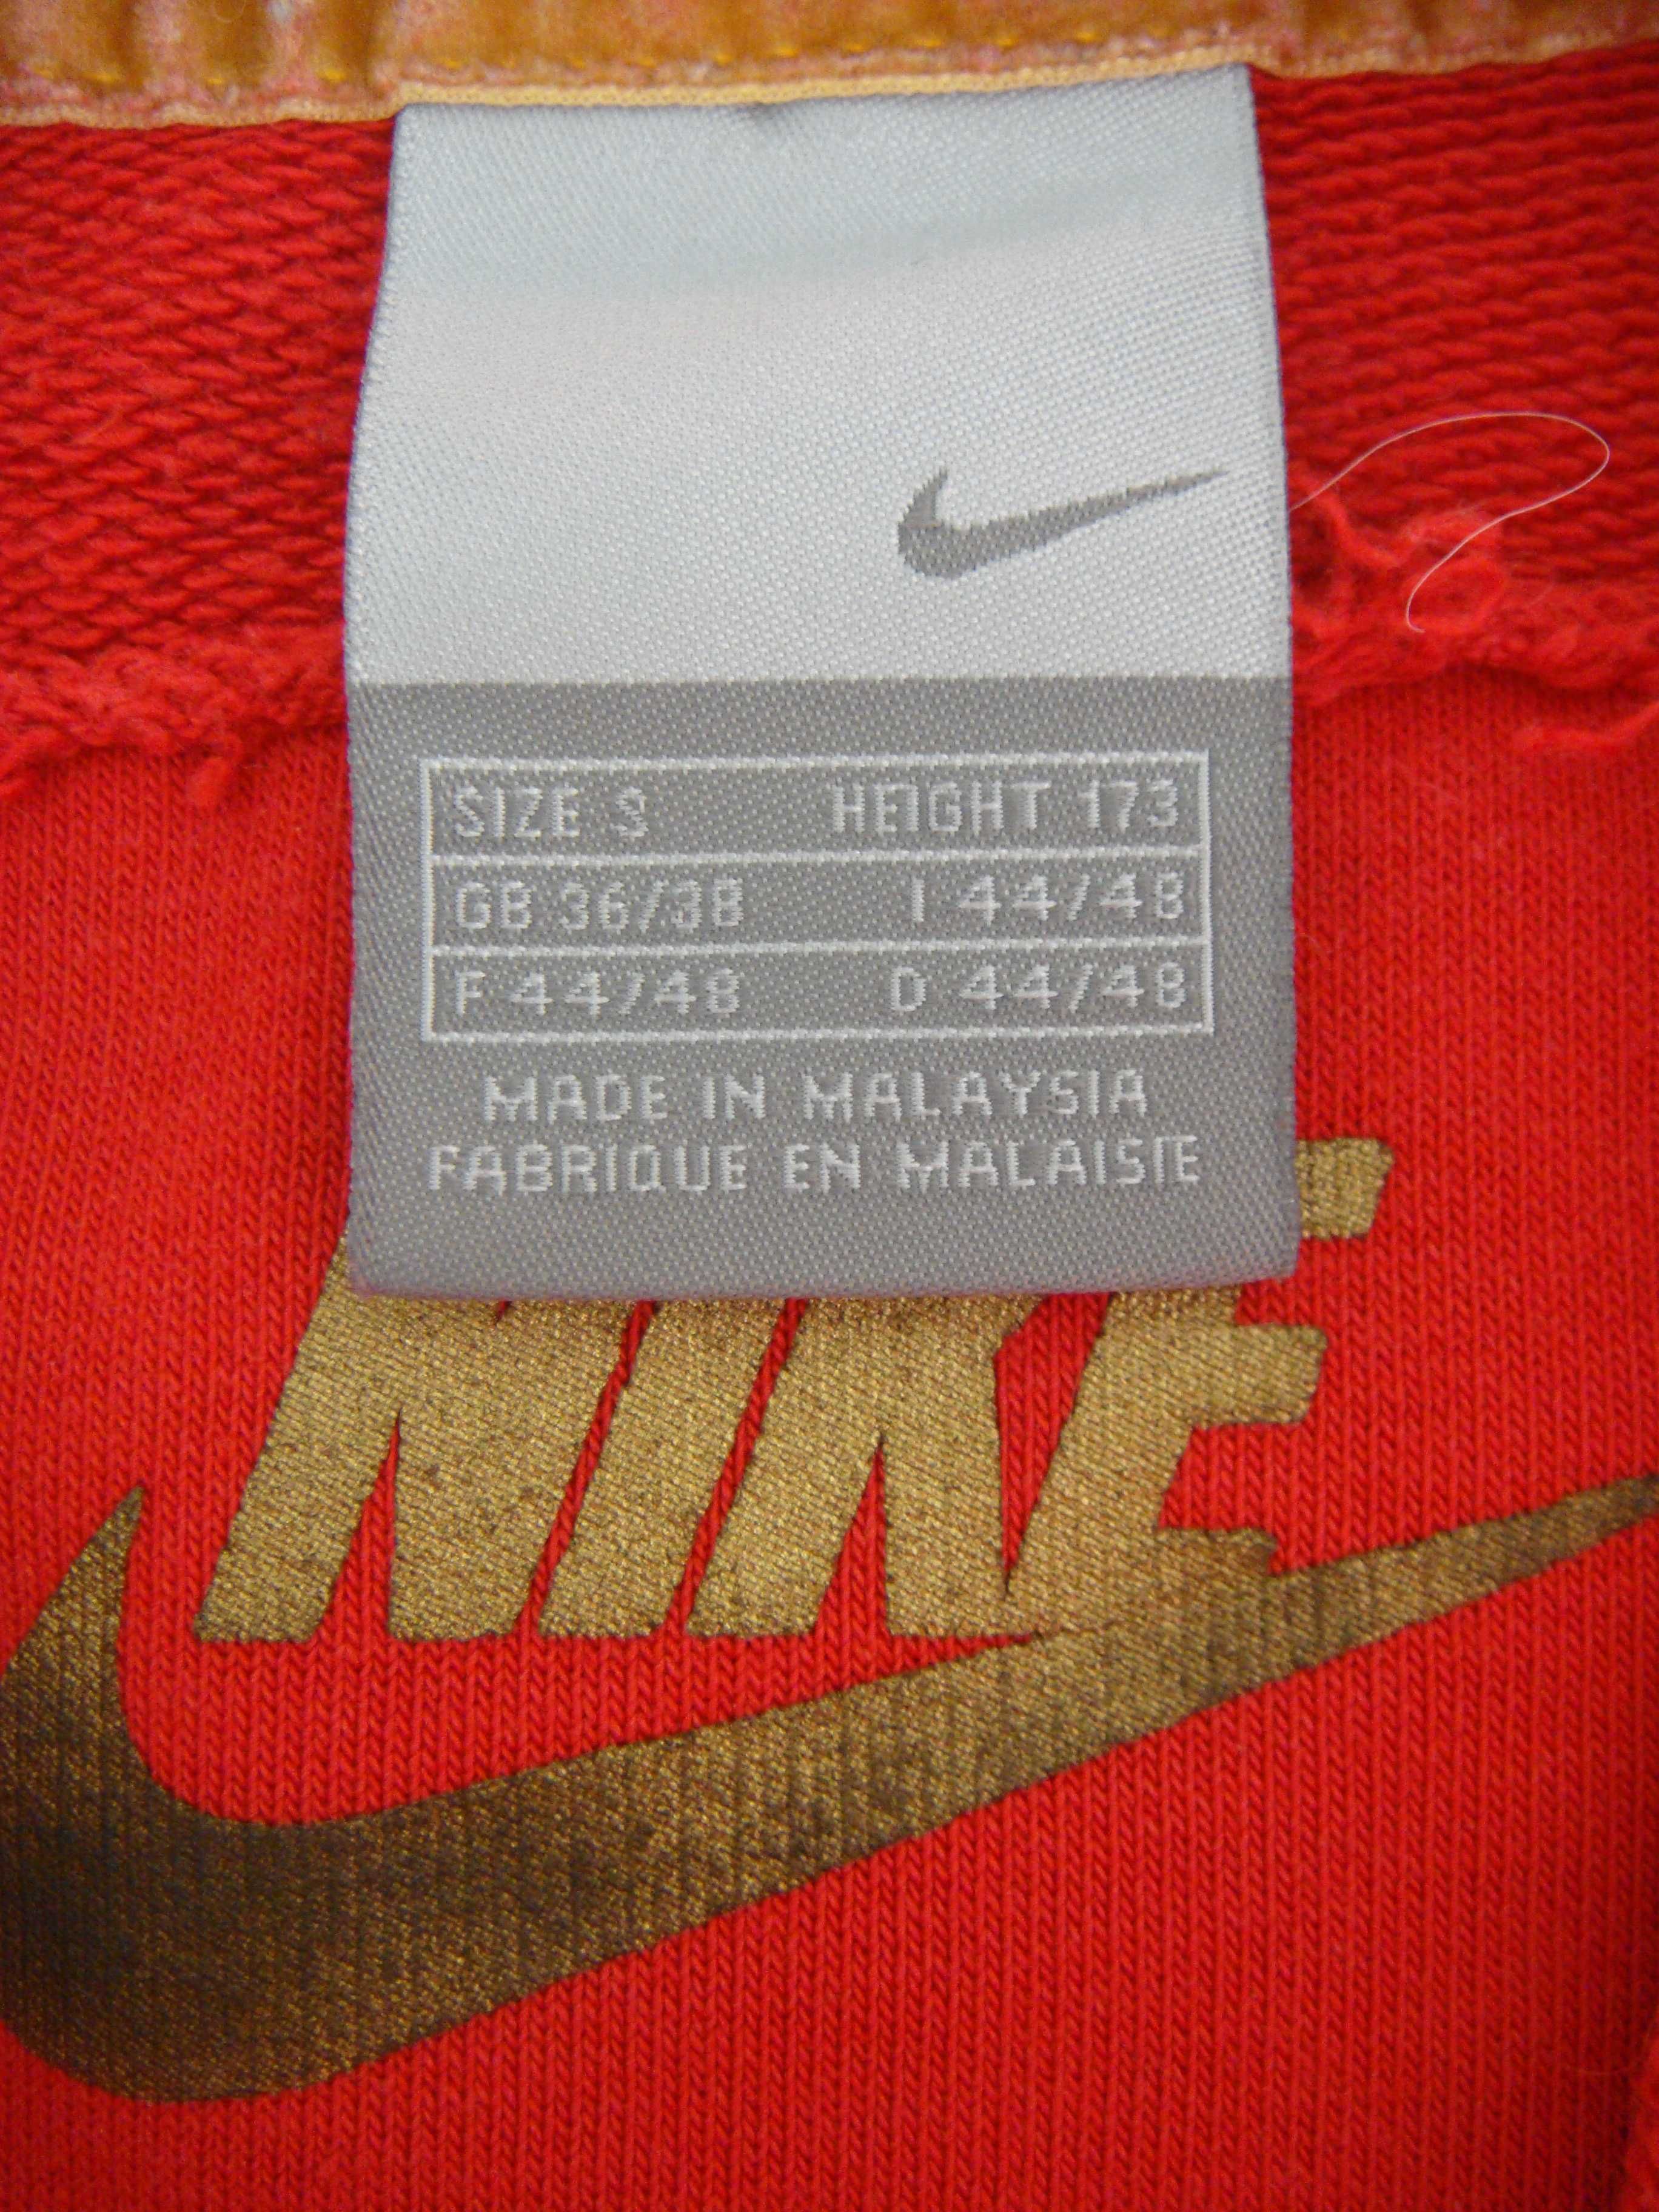 SIZE S HEIGHT 173
GB 36/38 I 44/48
F 44/48 D 44/48
MADE IN MALAYSIA
FABRIQUE EN MALAISIE
NIKE